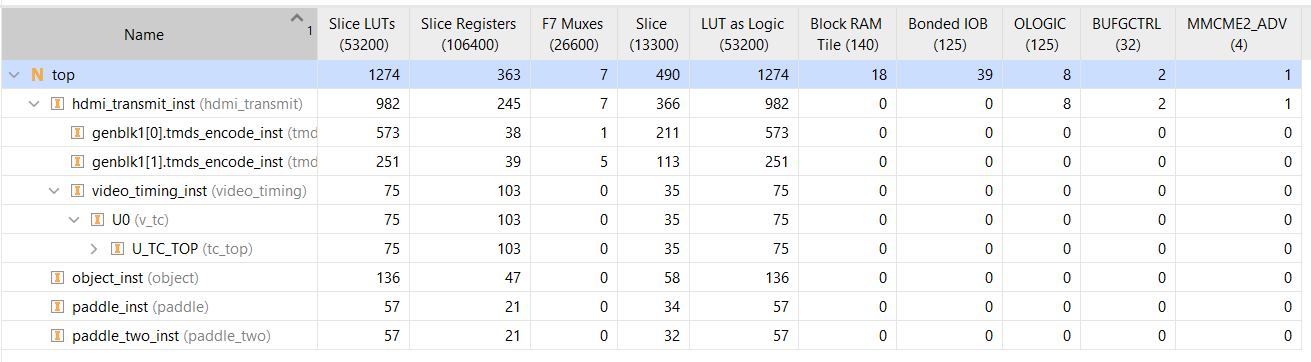 Name 1 Slice LUTs (53200) Slice Registers (106400) F7 Muxes (26600) Slice (13300) LUT as Logic (53200) Block RAM Tile (140) Bonded IOB (125) OLOGIC (125) BUFGCTRL (32) MMCME2_ADV (4)
N top 1274 363 7 490 1274 18 39 8 2 1
I hdmi_transmit_inst (hdmi_transmit) 982 245 7 366 982 0 0 8 2 1
I genblk1[0].tmds_encode_inst (tmd 573 38 1 211 573 0 0 0 0 0
I genblk1[1].tmds_encode_inst (tmd 251 39 5 113 251 0 0 0 0 0
I video_timing_inst (video_timing) 75 103 0 35 75 0 0 0 0 0
I U0 (v_tc) 75 103 0 35 75 0 0 0 0 0
I U_TC_TOP (tc_top) 75 103 0 35 75 0 0 0 0 0
I object_inst (object) 136 47 0 58 136 0 0 0 0 0
I paddle_inst (paddle) 57 21 0 34 57 0 0 0 0 0
I paddle_two_inst (paddle_two) 57 21 0 32 57 0 0 0 0 0